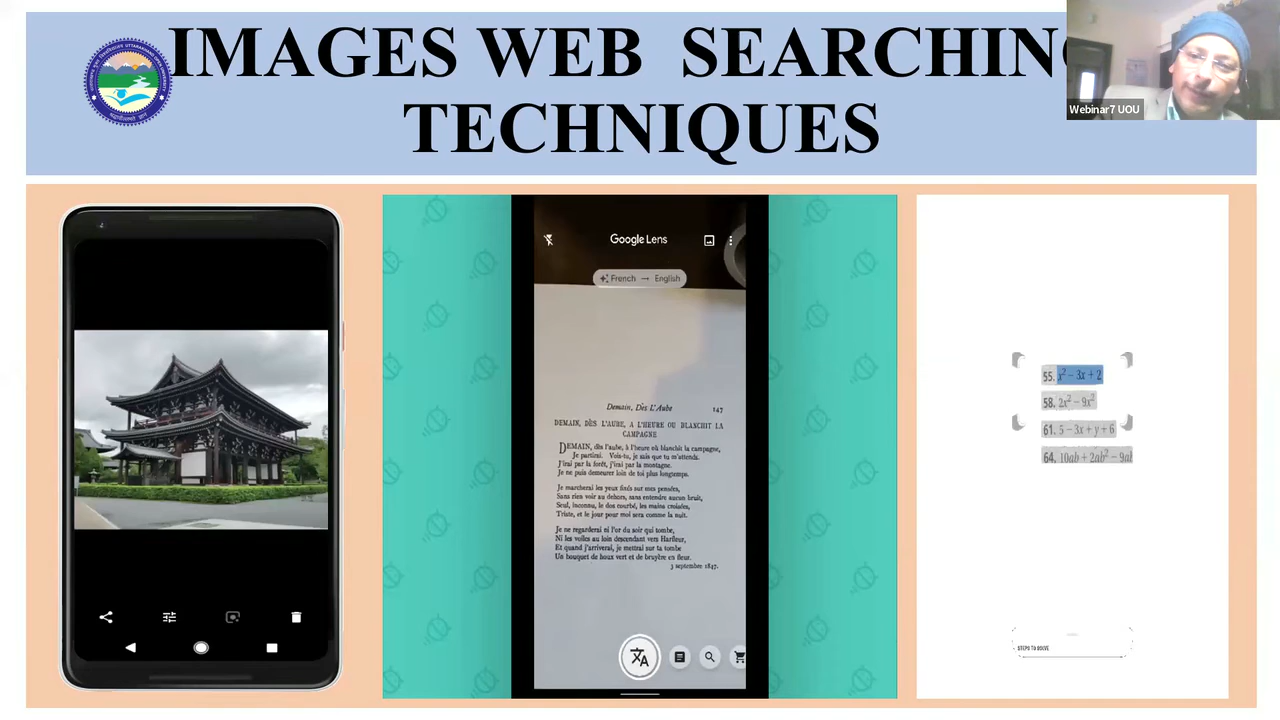 IMAGES WEB SEARCHING
TECHNIQUES
Webinar7 UOU
Google Lens
French → English
Demain, Dès L'Aube 147
DEMAIN, DÈS L'AUBE, A L'HEURE OU BLANCHIT LA
CAMPAGNE
DEMAIN, dès l'aube, à l'heure où blanchit la campagne,
Je partirai. Vois-tu, je sais que tu m'attends.
J'irai par la forêt, j'irai par la montagne.
Je ne puis demeurer loin de toi plus longtemps.
Je marcherai les yeux fixés sur mes pensées,
Sans rien voir au dehors, sans entendre aucun bruit,
Seul, inconnu, le dos courbé, les mains croisées,
Triste, et le jour pour moi sera comme la nuit.
Je ne regarderai ni l'or du soir qui tombe,
Ni les voiles au loin descendant vers Harfleur,
Et quand j'arriverai, je mettrai sur ta tombe
Un bouquet de houx vert et de bruyère en fleur.
3 septembre 1847.
55. x² − 3x + 2
58. 2x² − 9x²
61. 5 − 3x + y + 6
64. 10ab + 2ab² − 9ab
STEPS TO SOLVE